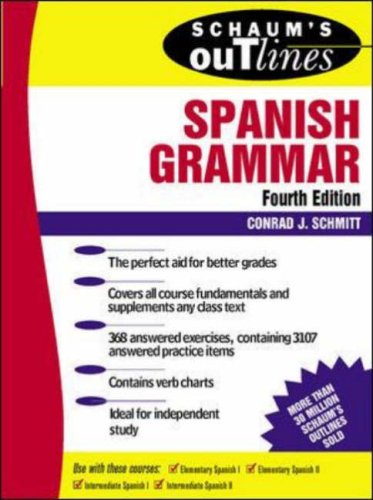 SCHAUM'S
ouTlines
SPANISH
GRAMMAR
Fourth Edition
CONRAD J. SCHMITT
The perfect aid for better grades
Covers all course fundamentals and
supplements any class text
368 answered exercises, containing 3107
answered practice items
Contains verb charts
Ideal for independent
study
MORE THAN
30 MILLION
SCHAUM'S
OUTLINES
SOLD
Use with these courses: Elementary Spanish I Elementary Spanish II
Intermediate Spanish I Intermediate Spanish II